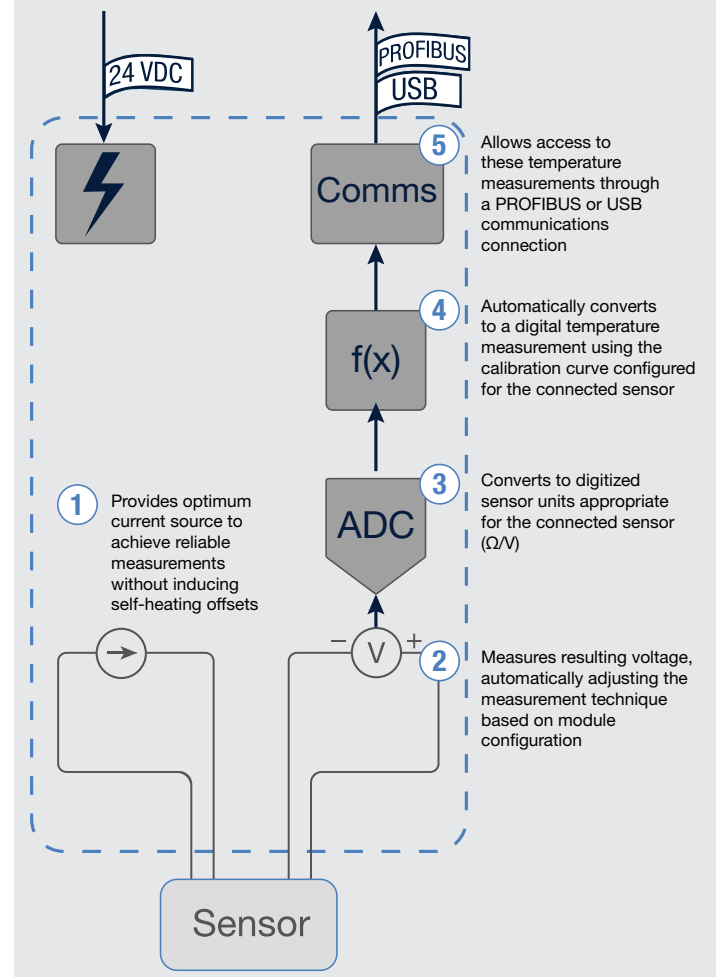 24 VDC
PROFIBUS
USB
5
Comms
Allows access to
these temperature
measurements through
a PROFIBUS or USB
communications
connection
4
f(x)
Automatically converts
to a digital temperature
measurement using the
calibration curve configured
for the connected sensor
1
Provides optimum
current source to
achieve reliable
measurements
without inducing
self-heating offsets
3
ADC
Converts to digitized
sensor units appropriate
for the connected sensor
(Ω/V)
− V +
2
Measures resulting voltage,
automatically adjusting the
measurement technique
based on module
configuration
Sensor